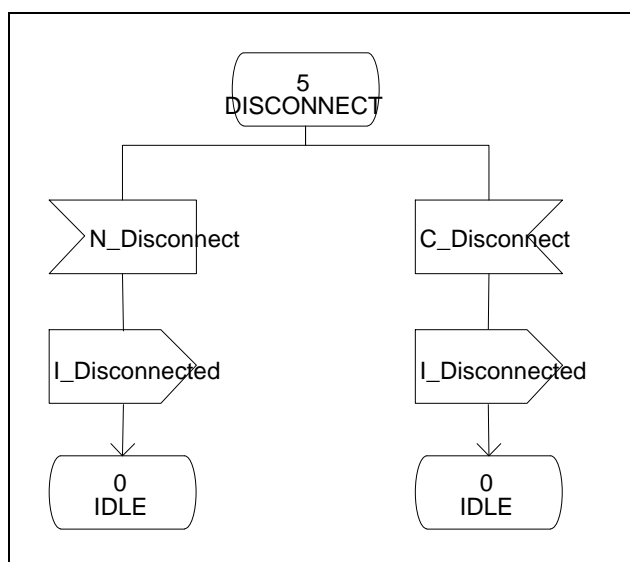 5
DISCONNECT
N_Disconnect
C_Disconnect
I_Disconnected
I_Disconnected
0
IDLE
0
IDLE